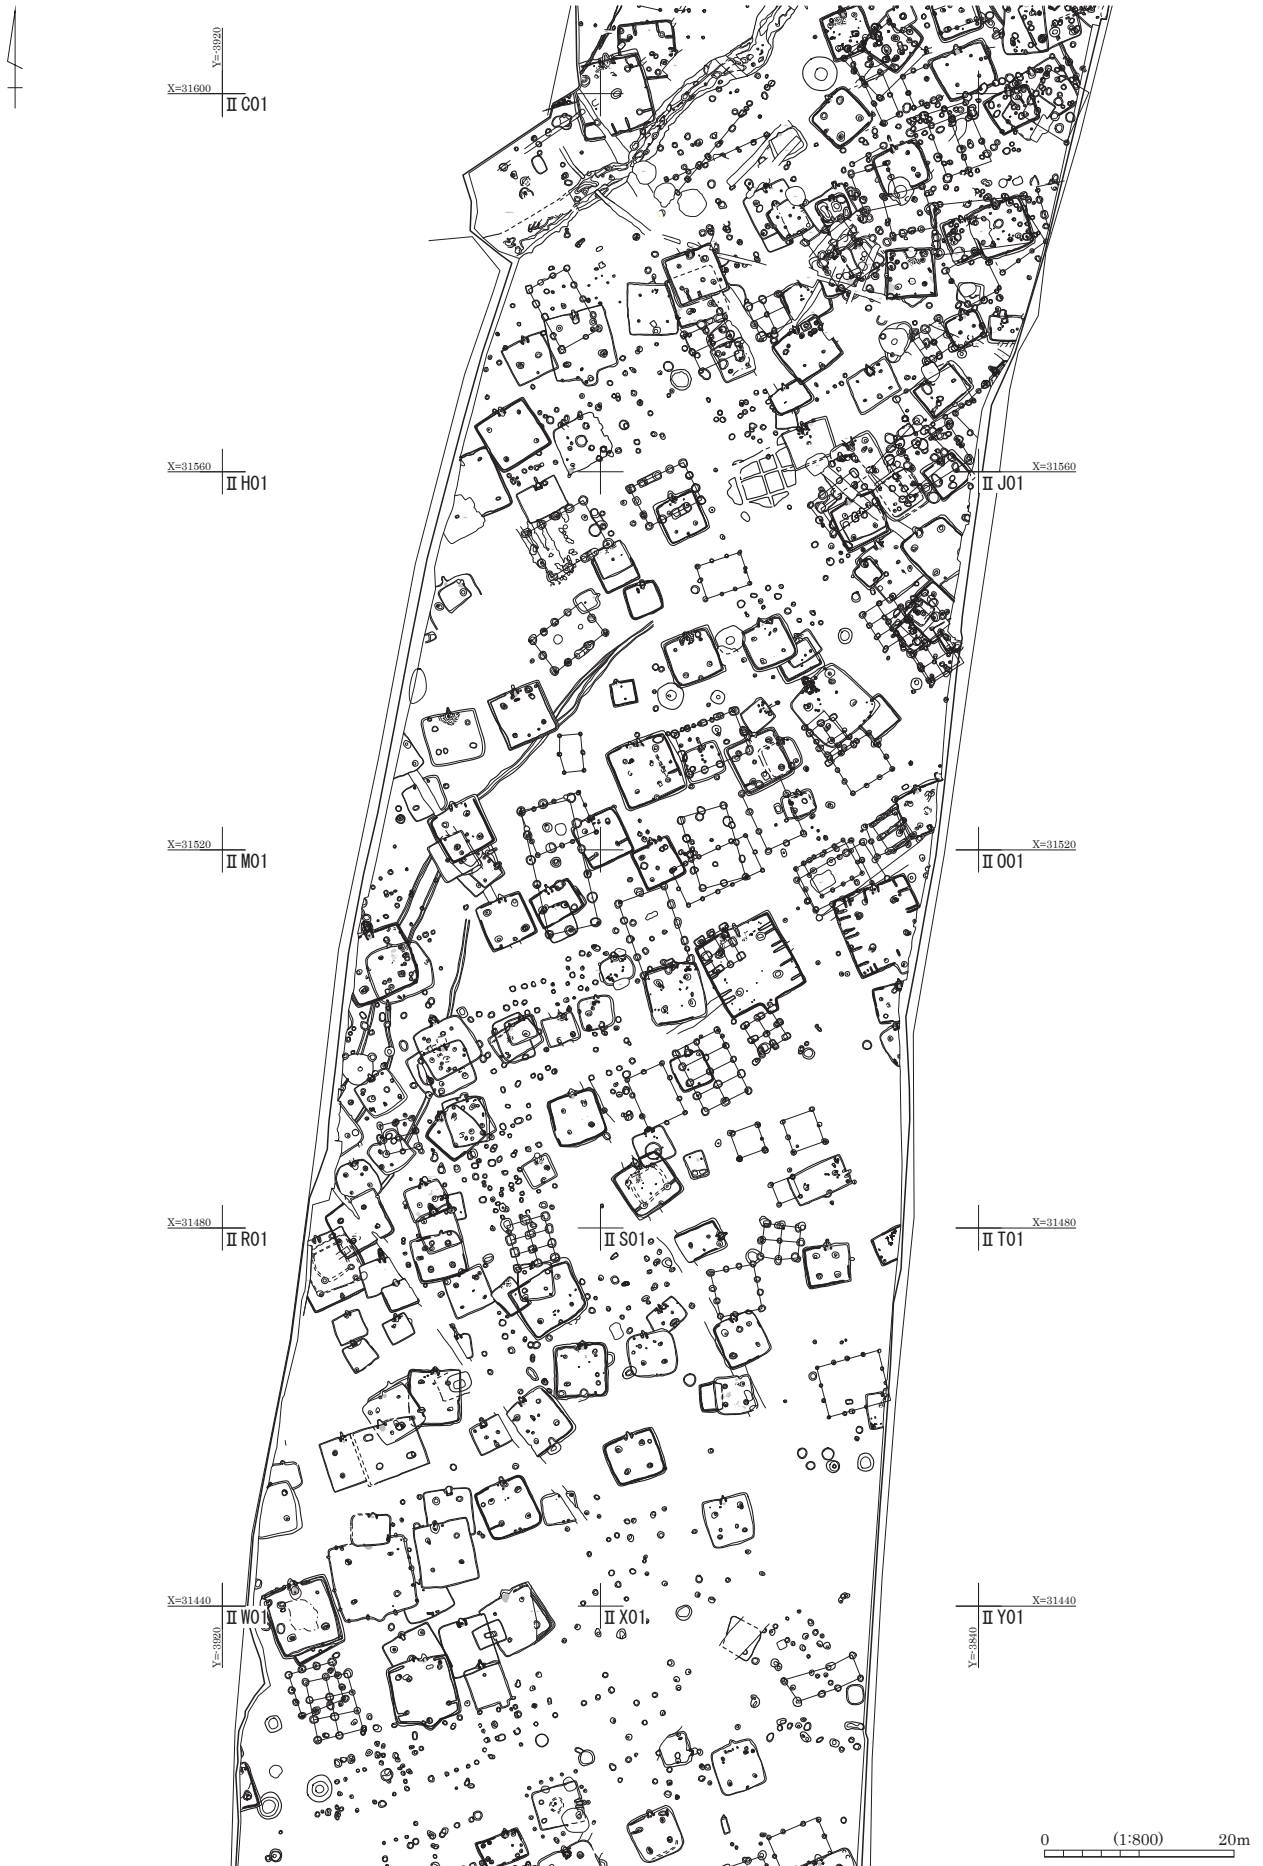 Y=-3920
X=31600
ⅡC01
X=31560
ⅡH01
X=31560
ⅡJ01
X=31520
ⅡM01
X=31520
ⅡO01
X=31480
ⅡR01
ⅡS01
X=31480
ⅡT01
X=31440
ⅡW01
ⅡX01
X=31440
ⅡY01
Y=-3920
Y=-3840
0 (1:800) 20m